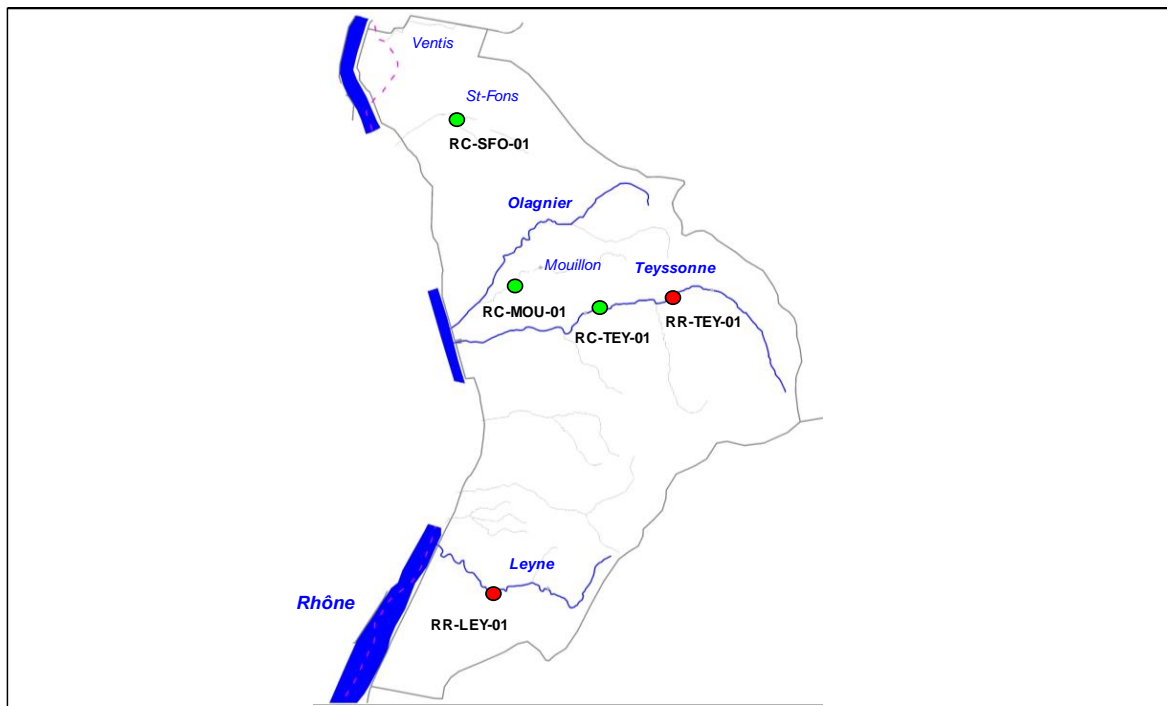 Ventis
St-Fons
RC-SFO-01
Olagnier
Mouillon
Teyssonne
RC-MOU-01
RC-TEY-01
RR-TEY-01
Leyne
Rhône
RR-LEY-01